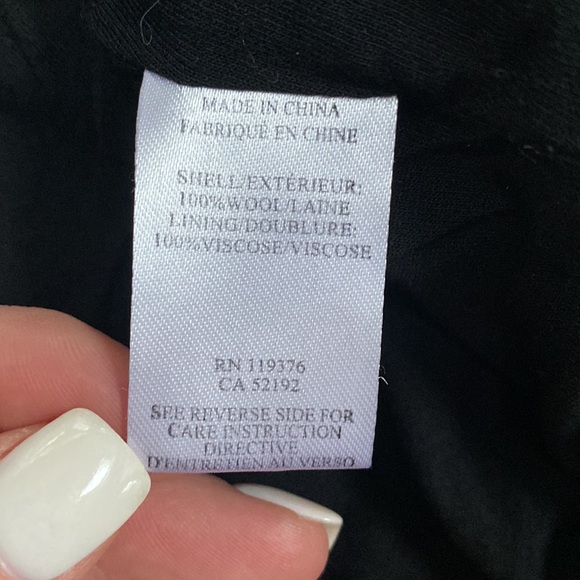 MADE IN CHINA
FABRIQUÉ EN CHINE
SHELL/EXTÉRIEUR:
100%WOOL/LAINE
LINING/DOUBLURE:
100%VISCOSE/VISCOSE
RN 119376
CA 52192
SEE REVERSE SIDE FOR
CARE INSTRUCTION
DIRECTIVE
D'ENTRETIEN AU VERSO